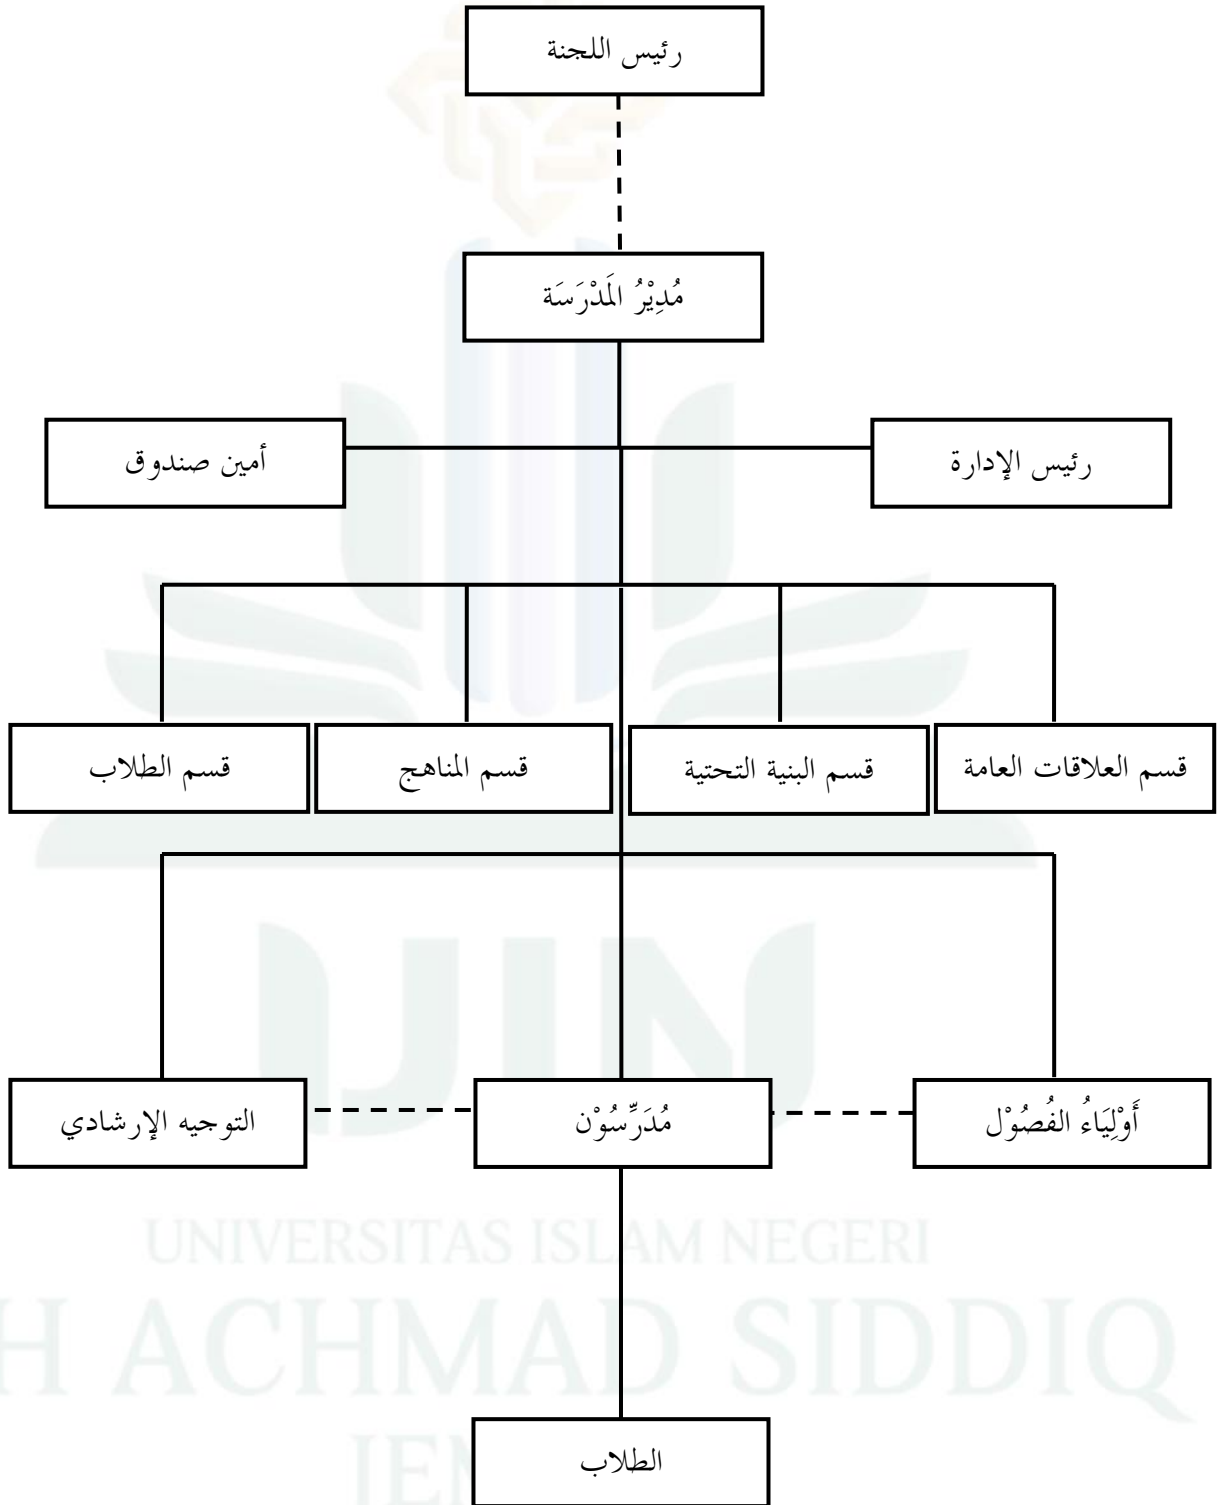 رئيس اللجنة
مُدِيْرُ المَدْرَسَة
رئيس الإدارة
أمين صندوق
قسم العلاقات العامة
قسم البنية التحتية
قسم المناهج
قسم الطلاب
أَوْلِيَاءُ الفُصُوْل
مُدَرِّسُوْن
التوجيه الإرشادي
UIN
UNIVERSITAS ISLAM NEGERI
H ACHMAD SIDDIQ
الطلاب